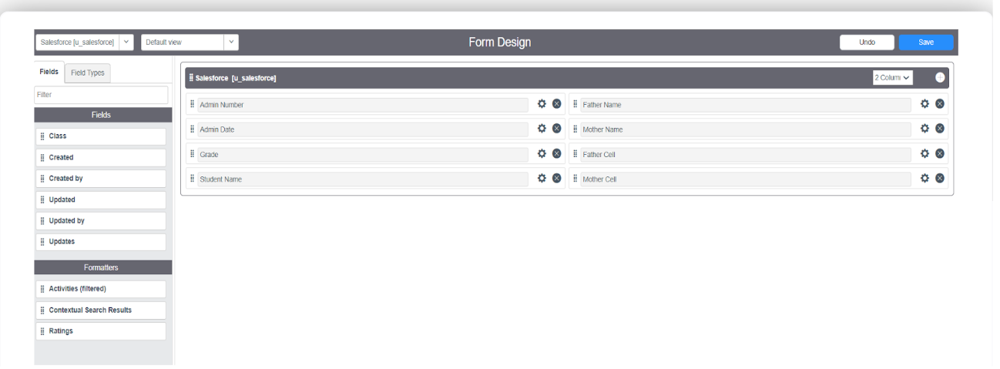 Salesforce [u_salesforce]
Default view
Form Design
Undo
Save
Fields
Field Types
Filter
Fields
Class
Created
Created by
Updated
Updated by
Updates
Formatters
Activities (filtered)
Contextual Search Results
Ratings
Salesforce [u_salesforce]
2 Colum
Admin Number
Father Name
Admin Date
Mother Name
Grade
Father Cell
Student Name
Mother Cell